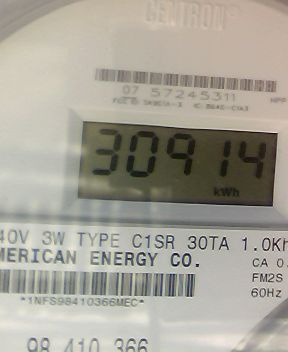 CENTRON®
07 57245311
30914
kWh
40V 3W TYPE C1SR 30TA 1.0Kh
MERICAN ENERGY CO.
CA 0.
FM2S
*1NFS98410366MEC*
60Hz
98 410 366